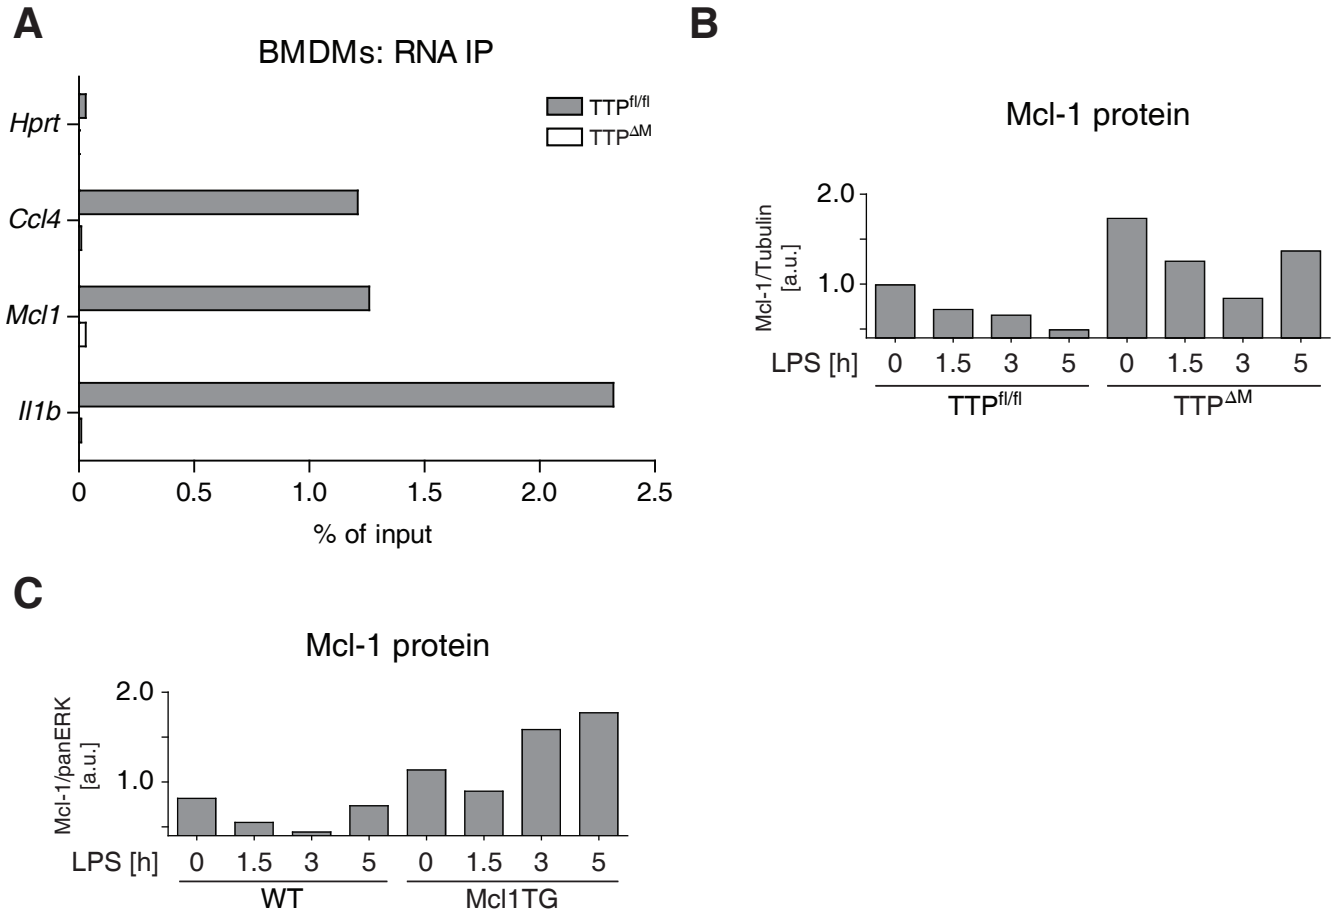 A
BMDMs: RNA IP
TTPfl/fl
TTPΔM
Hprt
Ccl4
Mcl1
Il1b
0 0.5 1.0 1.5 2.0 2.5
% of input
B
Mcl-1 protein
Mcl-1/Tubulin
[a.u.]
2.0
1.0
LPS [h] 0 1.5 3 5 0 1.5 3 5
TTPfl/fl TTPΔM
C
Mcl-1 protein
Mcl-1/panERK
[a.u.]
2.0
1.0
LPS [h] 0 1.5 3 5 0 1.5 3 5
WT Mcl1TG